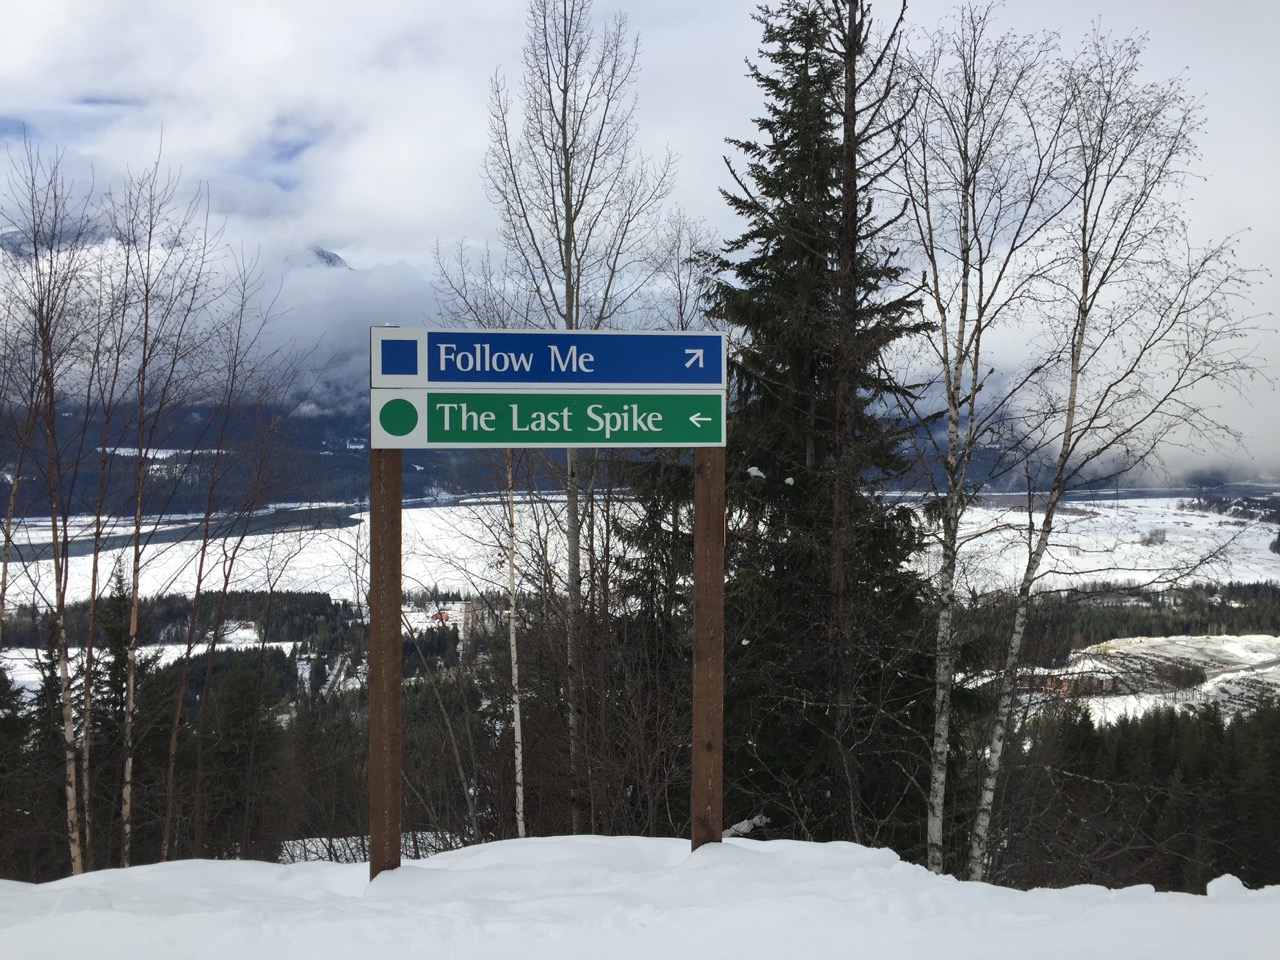 Follow Me ↗
The Last Spike ←